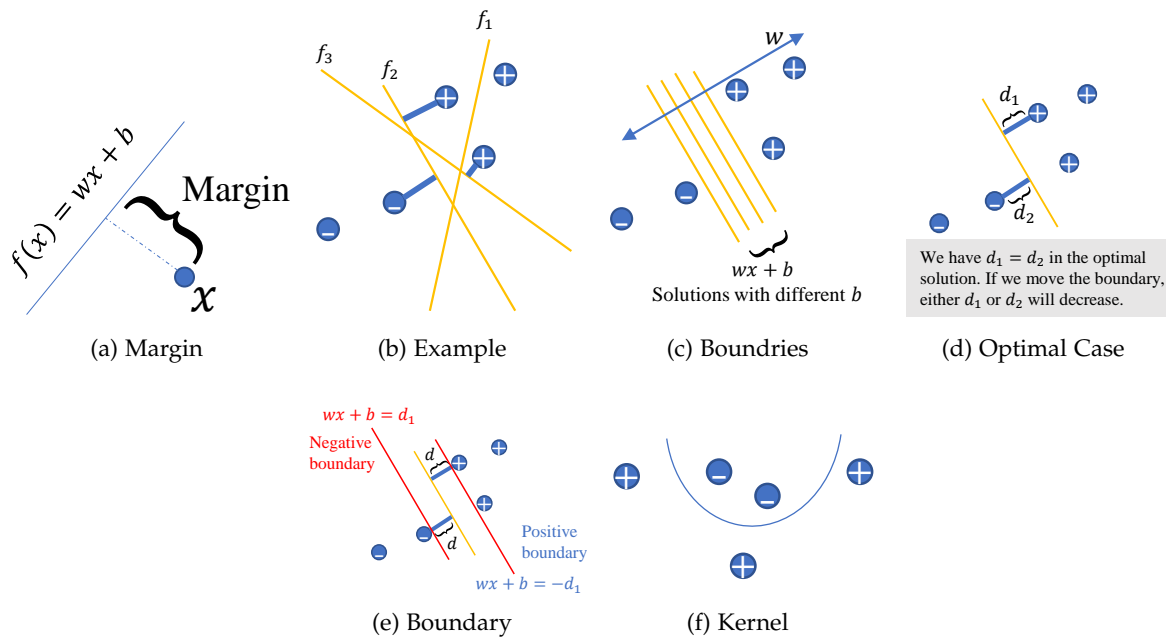 f(x) = wx + b
Margin
x
(a) Margin
f₁
f₃
f₂
+
+
+
−
−
(b) Example
w
+
+
+
−
−
wx + b
Solutions with different b
(c) Boundries
d₁
+
+
+
−
−
d₂
We have d₁ = d₂ in the optimal
solution. If we move the boundary,
either d₁ or d₂ will decrease.
(d) Optimal Case
wx + b = d₁
Negative
boundary
d
+
+
+
−
−
d
Positive
boundary
wx + b = −d₁
(e) Boundary
+
−
−
+
+
(f) Kernel